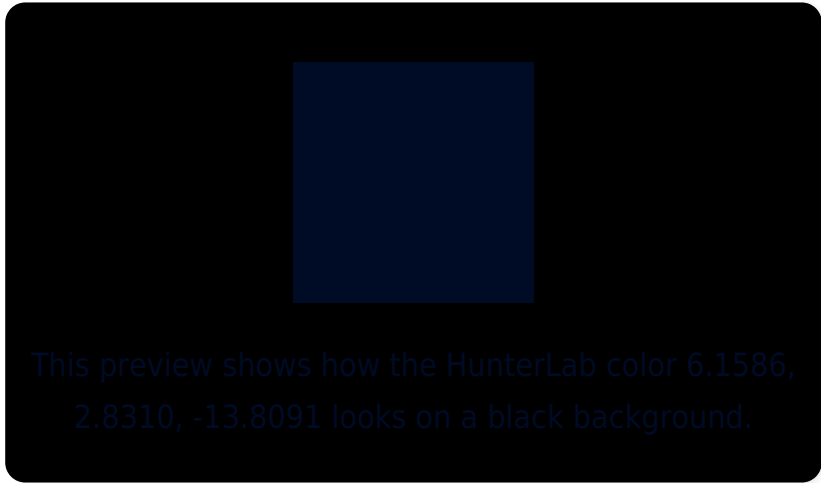 This preview shows how the HunterLab color 6.1586,
2.8310, -13.8091 looks on a black background.